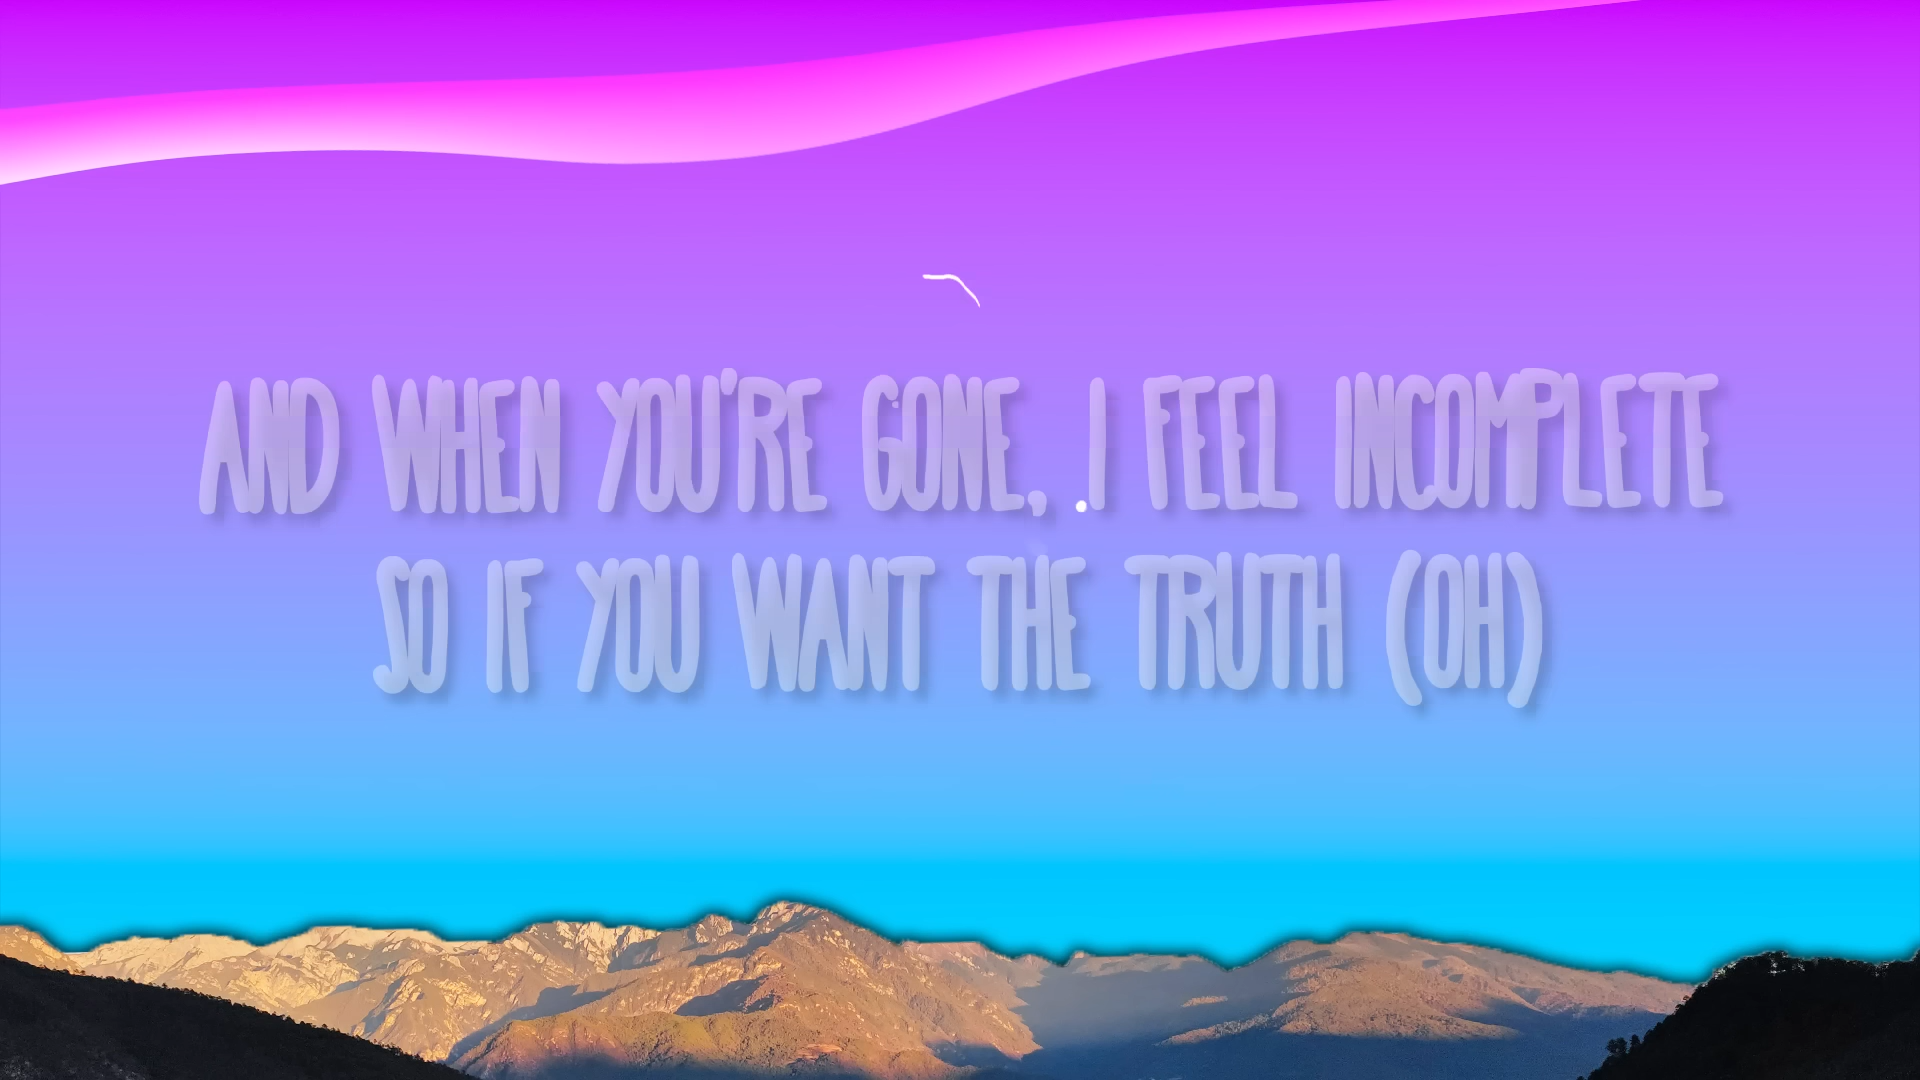 AND WHEN YOU'RE GONE, I FEEL INCOMPLETE
SO IF YOU WANT THE TRUTH (OH)